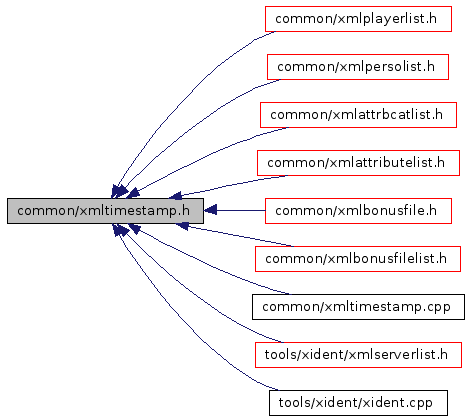 common/xmlplayerlist.h
common/xmlpersolist.h
common/xmlattrbcatlist.h
common/xmlattributelist.h
common/xmltimestamp.h
common/xmlbonusfile.h
common/xmlbonusfilelist.h
common/xmltimestamp.cpp
tools/xident/xmlserverlist.h
tools/xident/xident.cpp